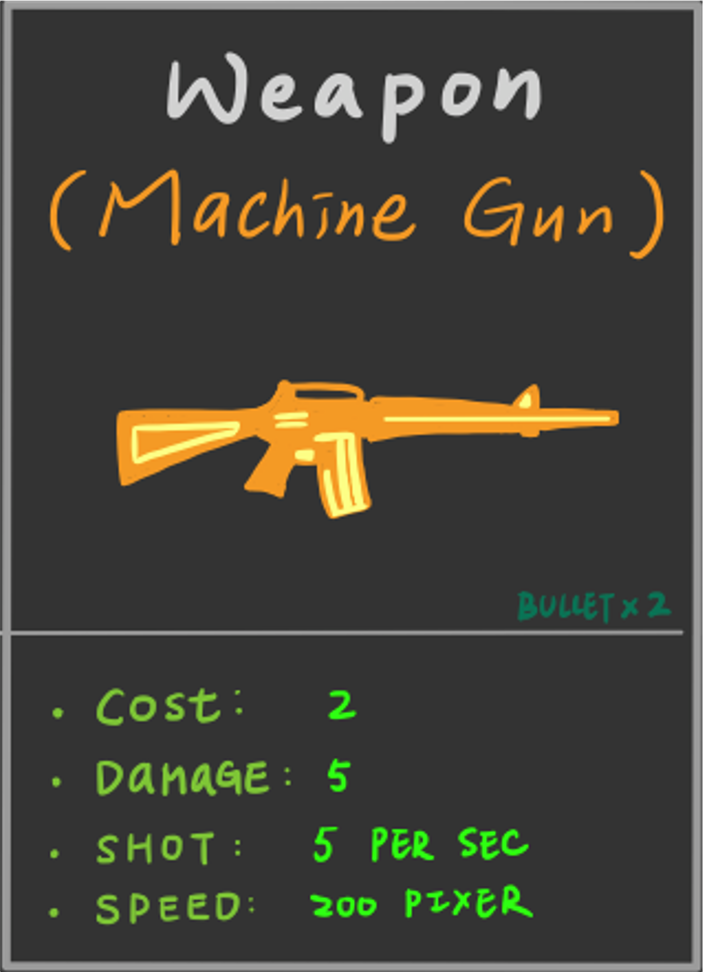 Weapon
(Machine Gun)
BULLET x 2
• Cost: 2
• DAMAGE: 5
• SHOT: 5 PER SEC
• SPEED: 200 PIXER